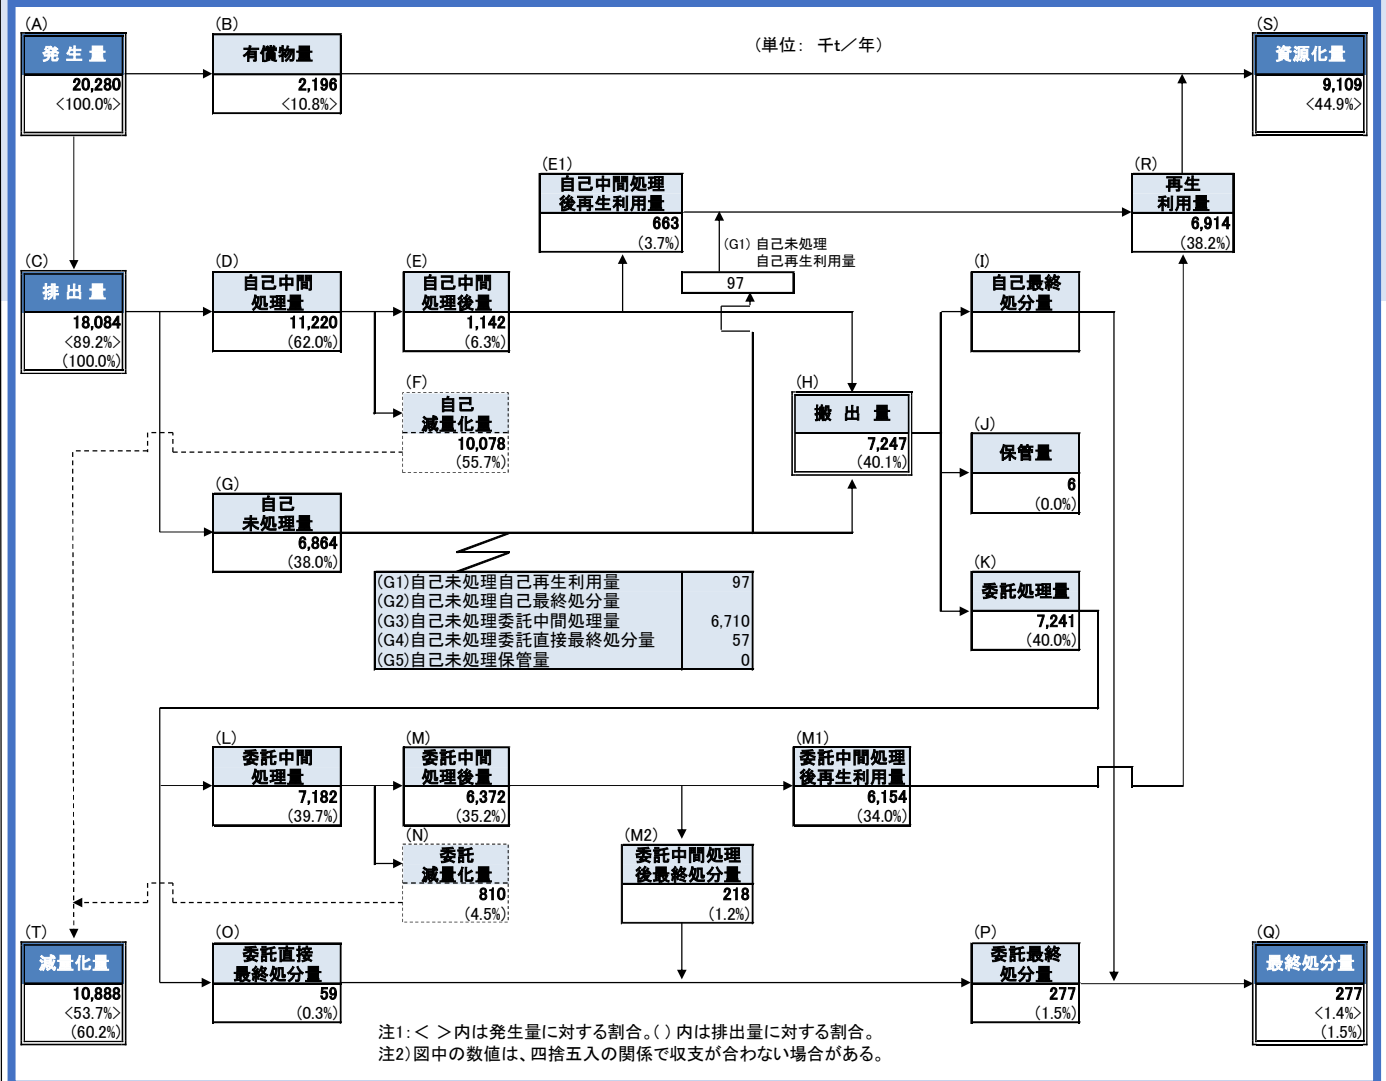 (A)
発生量
20,280
<100.0%>
(B)
有償物量
2,196
<10.8%>
(単位： 千t／年)
(S)
資源化量
9,109
<44.9%>
(E1)
自己中間処理
後再生利用量
663
(3.7%)
(R)
再生
利用量
6,914
(38.2%)
(G1) 自己未処理
自己再生利用量
97
(C)
排出量
18,084
<89.2%>
(100.0%)
(D)
自己中間
処理量
11,220
(62.0%)
(E)
自己中間
処理後量
1,142
(6.3%)
(I)
自己最終
処分量
(F)
自己
減量化量
10,078
(55.7%)
(H)
搬出量
7,247
(40.1%)
(J)
保管量
6
(0.0%)
(G)
自己
未処理量
6,864
(38.0%)
(G1)自己未処理自己再生利用量 97
(G2)自己未処理自己最終処分量
(G3)自己未処理委託中間処理量 6,710
(G4)自己未処理委託直接最終処分量 57
(G5)自己未処理保管量 0
(K)
委託処理量
7,241
(40.0%)
(L)
委託中間
処理量
7,182
(39.7%)
(M)
委託中間
処理後量
6,372
(35.2%)
(M1)
委託中間処理
後再生利用量
6,154
(34.0%)
(N)
委託
減量化量
810
(4.5%)
(M2)
委託中間処理
後最終処分量
218
(1.2%)
(T)
減量化量
10,888
<53.7%>
(60.2%)
(O)
委託直接
最終処分量
59
(0.3%)
(P)
委託最終
処分量
277
(1.5%)
(Q)
最終処分量
277
<1.4%>
(1.5%)
注1：＜ ＞内は発生量に対する割合。( )内は排出量に対する割合。
注2)図中の数値は、四捨五入の関係で収支が合わない場合がある。